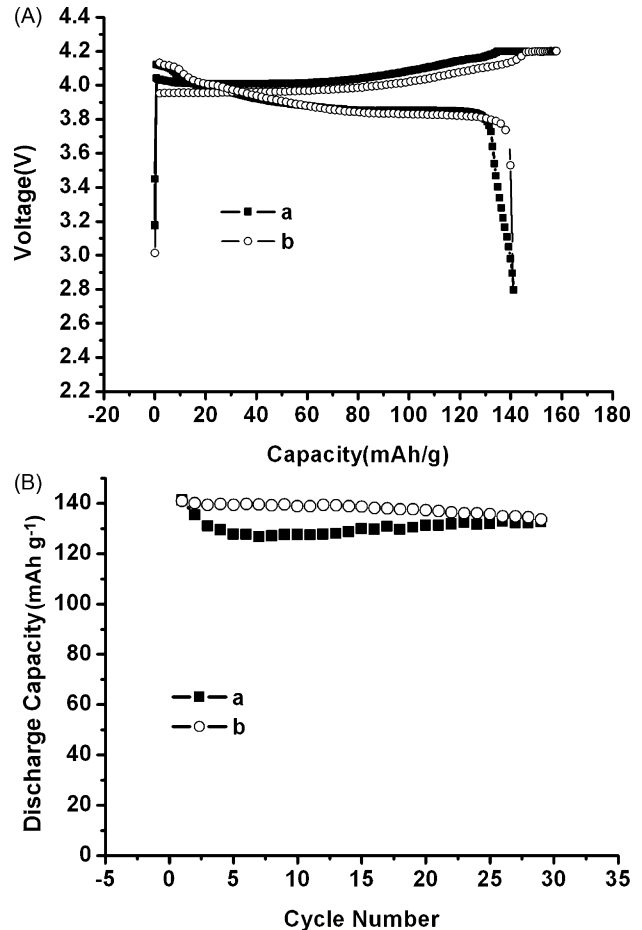 (A)
4.2
4.0
3.8
3.6
3.4
3.2
3.0
2.8
2.6
2.4
2.2
Voltage(V)
a
b
-20 0 20 40 60 80 100 120 140 160 180
Capacity(mAh/g)
(B)
140
120
100
80
60
40
20
0
Discharge Capacity(mAh g⁻¹)
a
b
-5 0 5 10 15 20 25 30 35
Cycle Number